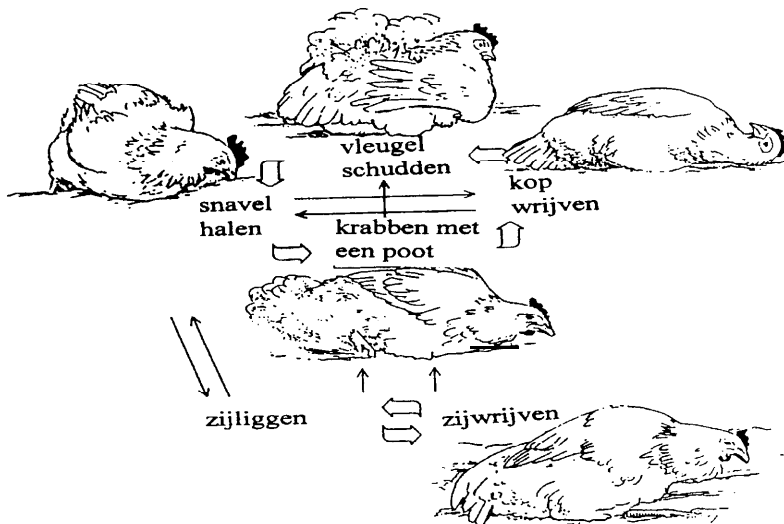 vleugel
schudden
snavel
halen
kop
wrijven
krabben met
een poot
zijliggen
zijwrijven